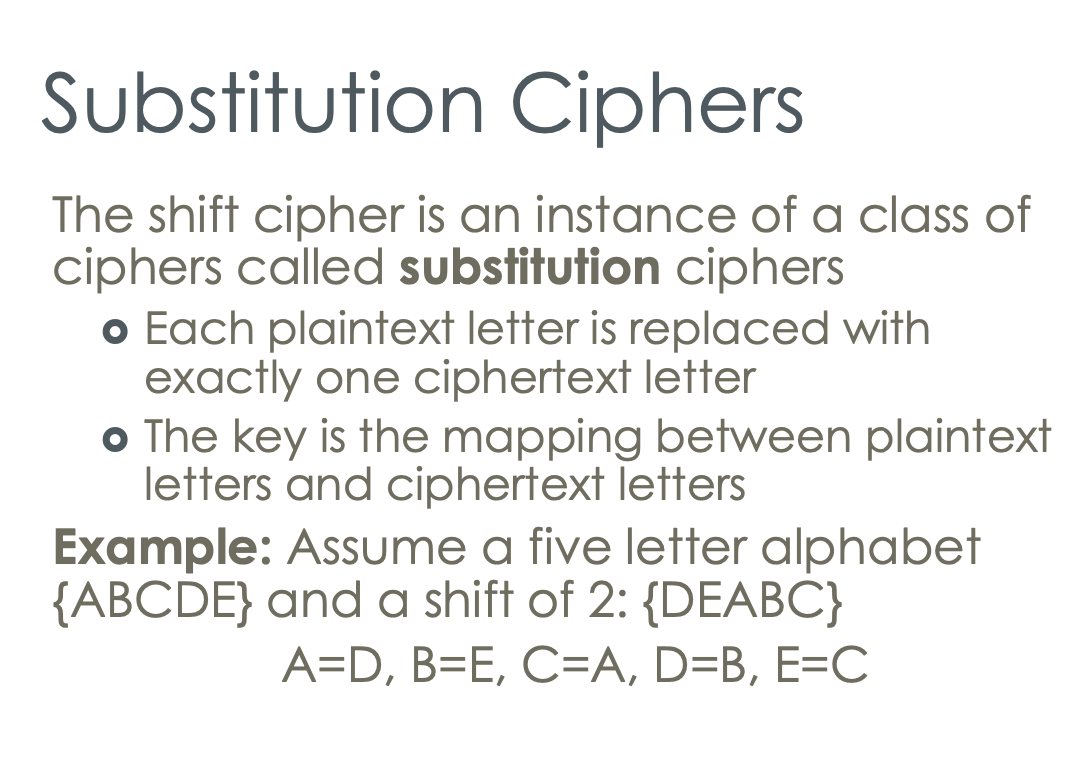 Substitution Ciphers
The shift cipher is an instance of a class of
ciphers called substitution ciphers
Each plaintext letter is replaced with
exactly one ciphertext letter
The key is the mapping between plaintext
letters and ciphertext letters
Example: Assume a five letter alphabet
{ABCDE} and a shift of 2: {DEABC}
A=D, B=E, C=A, D=B, E=C